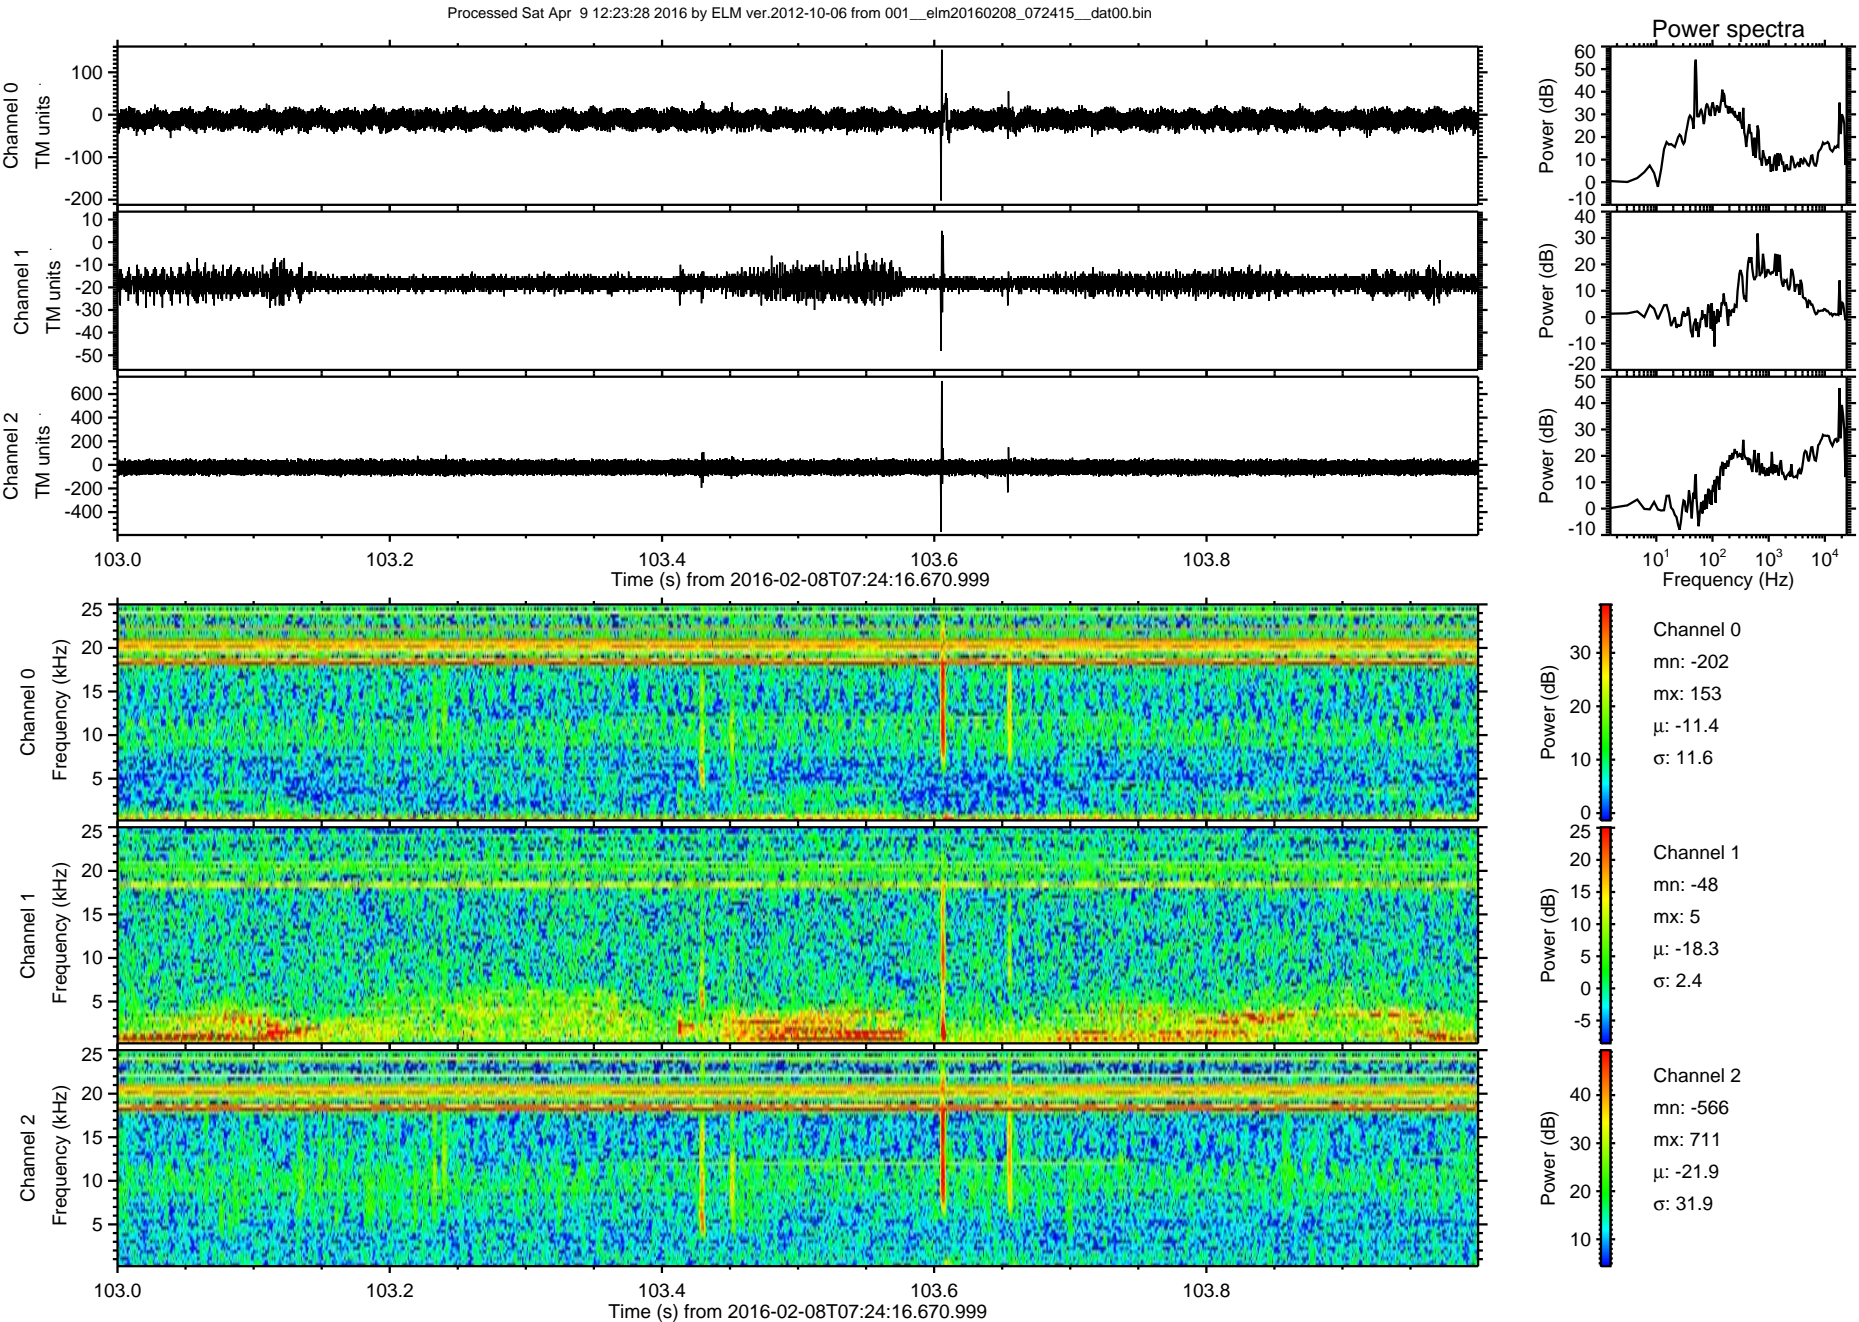 Processed Sat Apr  9 12:23:28 2016 by ELM ver.2012-10-06 from 001__elm20160208_072415__dat00.bin
Power spectra
Channel 0
TM units
100
0
-100
-200
Power (dB)
60
50
40
30
20
10
0
-10
Channel 1
TM units
10
0
-10
-20
-30
-40
-50
Power (dB)
40
30
20
10
0
-10
-20
Channel 2
TM units
600
400
200
0
-200
-400
Power (dB)
50
40
30
20
10
0
-10
103.0 103.2 103.4 103.6 103.8
Time (s) from 2016-02-08T07:24:16.670.999
10¹ 10² 10³ 10⁴
Frequency (Hz)
Channel 0
Frequency (kHz)
25
20
15
10
5
Power (dB)
30
20
10
0
Channel 0
mn: -202
mx: 153
μ: -11.4
σ: 11.6
Channel 1
Frequency (kHz)
25
20
15
10
5
Power (dB)
25
20
15
10
5
0
-5
Channel 1
mn: -48
mx: 5
μ: -18.3
σ: 2.4
Channel 2
Frequency (kHz)
25
20
15
10
5
Power (dB)
40
30
20
10
Channel 2
mn: -566
mx: 711
μ: -21.9
σ: 31.9
103.0 103.2 103.4 103.6 103.8
Time (s) from 2016-02-08T07:24:16.670.999